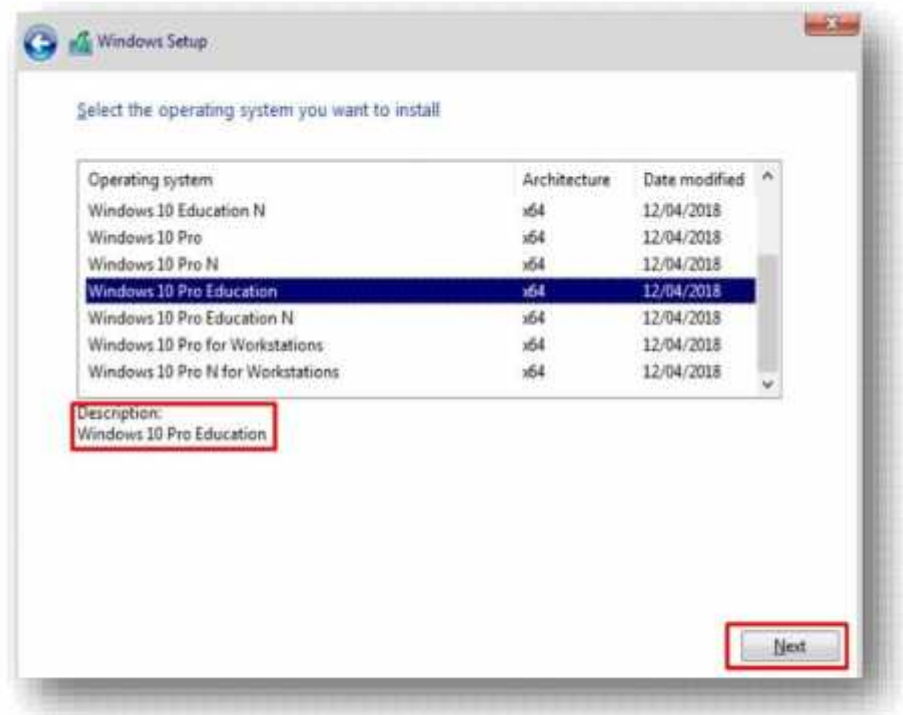 Windows Setup
Select the operating system you want to install
Operating system Architecture Date modified
Windows 10 Education N x64 12/04/2018
Windows 10 Pro x64 12/04/2018
Windows 10 Pro N x64 12/04/2018
Windows 10 Pro Education x64 12/04/2018
Windows 10 Pro Education N x64 12/04/2018
Windows 10 Pro for Workstations x64 12/04/2018
Windows 10 Pro N for Workstations x64 12/04/2018
Description:
Windows 10 Pro Education
Next